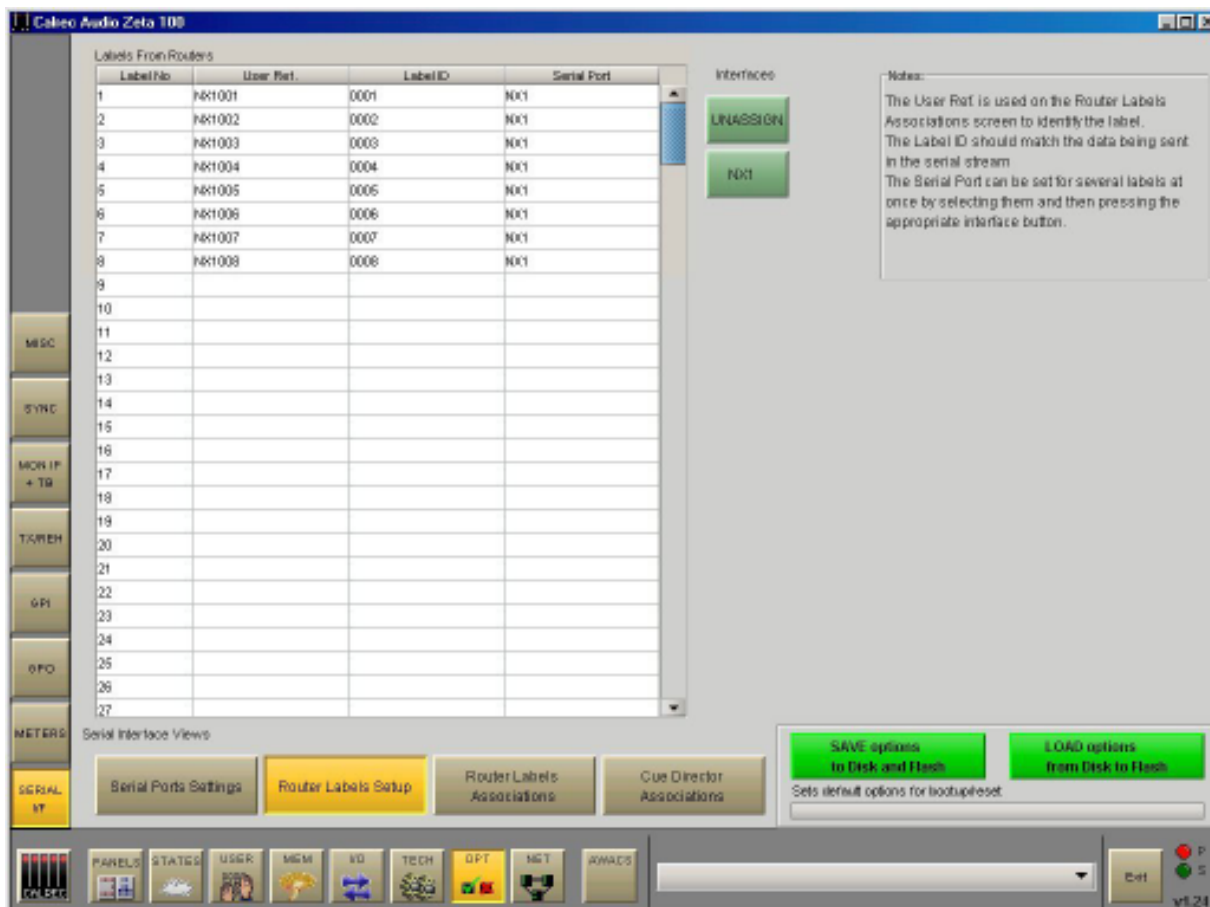 Calrec Audio Zeta 100
Labels From Routers
Label No User Ref. Label ID Serial Port
1 NX1001 0001 NX1
2 NX1002 0002 NX1
3 NX1003 0003 NX1
4 NX1004 0004 NX1
5 NX1005 0005 NX1
6 NX1006 0006 NX1
7 NX1007 0007 NX1
8 NX1008 0008 NX1
9
10
11
12
13
14
15
16
17
18
19
20
21
22
23
24
25
26
27
Interfaces
UNASSIGN
NX1
Notes:
The User Ref. is used on the Router Labels
Associations screen to identify the label.
The Label ID should match the data being sent
in the serial stream
The Serial Port can be set for several labels at
once by selecting them and then pressing the
appropriate interface button.
MISC
SYNC
MON IP
+ TB
TX/REH
GPI
GPO
METERS
SERIAL
I/F
Serial Interface Views
Serial Ports Settings
Router Labels Setup
Router Labels
Associations
Cue Director
Associations
SAVE options
to Disk and Flash
LOAD options
from Disk to Flash
Sets default options for bootup/reset
CALREC
PANELS
STATES
USER
MEM
I/O
TECH
OPT
NET
AWACS
Exit
P
S
v1.24